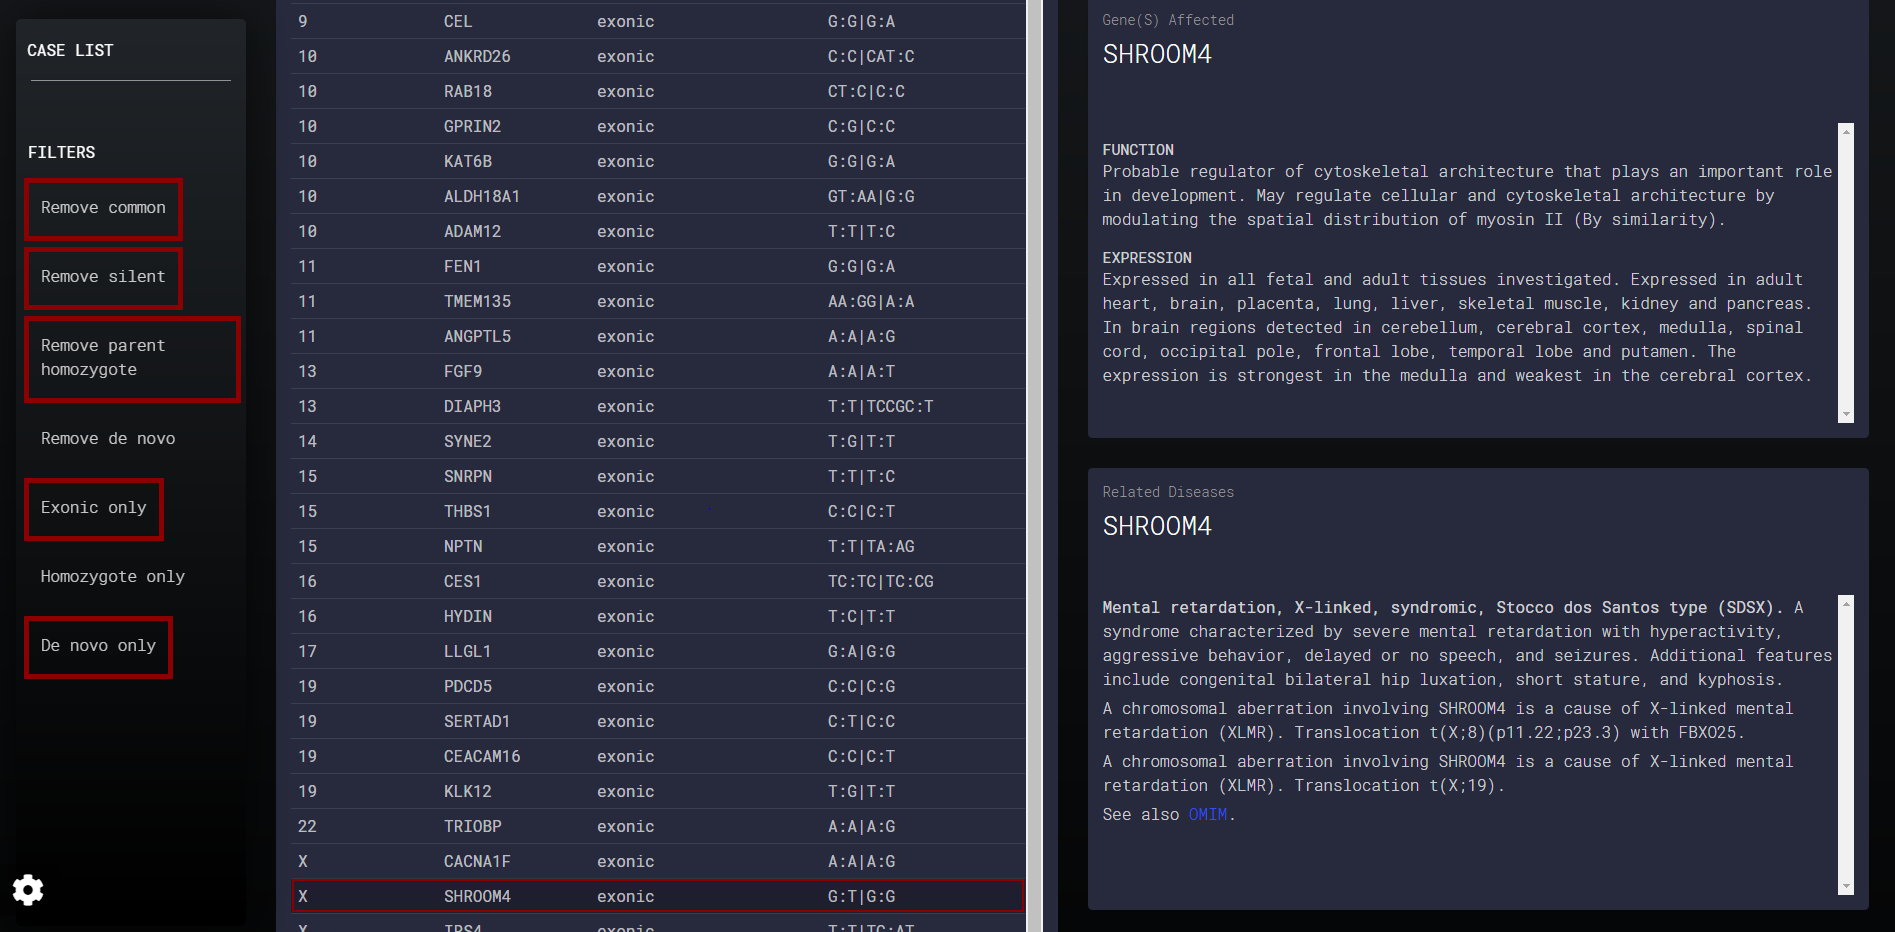 CASE LIST
FILTERS
Remove common
Remove silent
Remove parent
homozygote
Remove de novo
Exonic only
Homozygote only
De novo only
9 CEL exonic G:G|G:A
10 ANKRD26 exonic C:C|CAT:C
10 RAB18 exonic CT:C|C:C
10 GPRIN2 exonic C:G|C:C
10 KAT6B exonic G:G|G:A
10 ALDH18A1 exonic GT:AA|G:G
10 ADAM12 exonic T:T|T:C
11 FEN1 exonic G:G|G:A
11 TMEM135 exonic AA:GG|A:A
11 ANGPTL5 exonic A:A|A:G
13 FGF9 exonic A:A|A:T
13 DIAPH3 exonic T:T|TCCGC:T
14 SYNE2 exonic T:G|T:T
15 SNRPN exonic T:T|T:C
15 THBS1 exonic C:C|C:T
15 NPTN exonic T:T|TA:AG
16 CES1 exonic TC:TC|TC:CG
16 HYDIN exonic T:C|T:T
17 LLGL1 exonic G:A|G:G
19 PDCD5 exonic C:C|C:G
19 SERTAD1 exonic C:T|C:C
19 CEACAM16 exonic C:C|C:T
19 KLK12 exonic T:G|T:T
22 TRIOBP exonic A:A|A:G
X CACNA1F exonic A:A|A:G
X SHROOM4 exonic G:T|G:G
X IRS4 exonic T:T|TC:AT
Gene(S) Affected
SHROOM4
FUNCTION
Probable regulator of cytoskeletal architecture that plays an important role
in development. May regulate cellular and cytoskeletal architecture by
modulating the spatial distribution of myosin II (By similarity).
EXPRESSION
Expressed in all fetal and adult tissues investigated. Expressed in adult
heart, brain, placenta, lung, liver, skeletal muscle, kidney and pancreas.
In brain regions detected in cerebellum, cerebral cortex, medulla, spinal
cord, occipital pole, frontal lobe, temporal lobe and putamen. The
expression is strongest in the medulla and weakest in the cerebral cortex.
Related Diseases
SHROOM4
Mental retardation, X-linked, syndromic, Stocco dos Santos type (SDSX). A
syndrome characterized by severe mental retardation with hyperactivity,
aggressive behavior, delayed or no speech, and seizures. Additional features
include congenital bilateral hip luxation, short stature, and kyphosis.
A chromosomal aberration involving SHROOM4 is a cause of X-linked mental
retardation (XLMR). Translocation t(X;8)(p11.22;p23.3) with FBXO25.
A chromosomal aberration involving SHROOM4 is a cause of X-linked mental
retardation (XLMR). Translocation t(X;19).
See also OMIM.